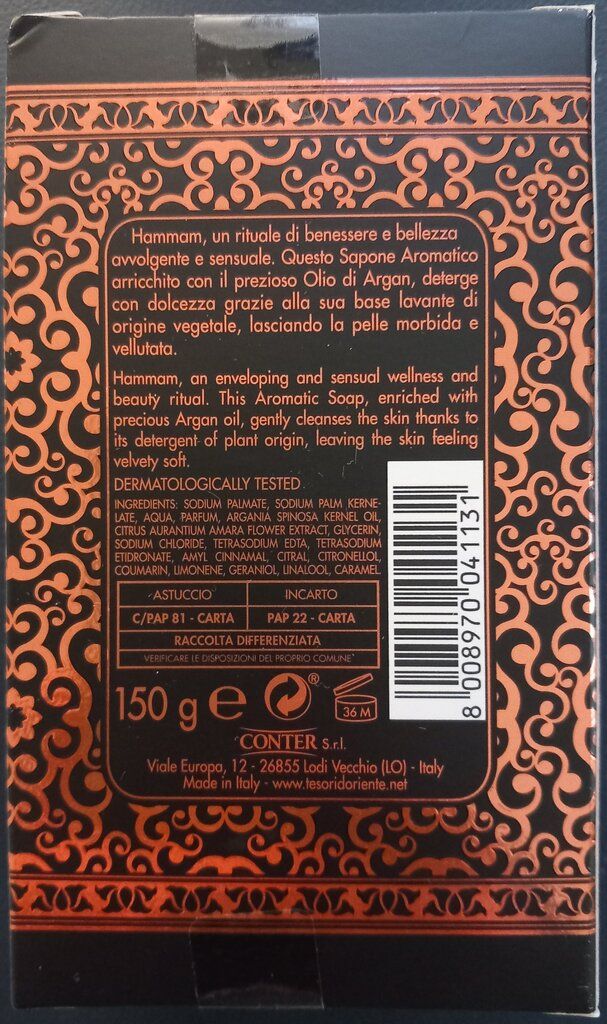 Hammam, un rituale di benessere e bellezza
avvolgente e sensuale. Questo Sapone Aromatico
arricchito con il prezioso Olio di Argan, deterge
con dolcezza grazie alla sua base lavante di
origine vegetale, lasciando la pelle morbida e
vellutata.
Hammam, an enveloping and sensual wellness and
beauty ritual. This Aromatic Soap, enriched with
precious Argan oil, gently cleanses the skin thanks to
its detergent of plant origin, leaving the skin feeling
velvety soft.
DERMATOLOGICALLY TESTED
INGREDIENTS: SODIUM PALMATE, SODIUM PALM KERNE-
LATE, AQUA, PARFUM, ARGANIA SPINOSA KERNEL OIL,
CITRUS AURANTIUM AMARA FLOWER EXTRACT, GLYCERIN,
SODIUM CHLORIDE, TETRASODIUM EDTA, TETRASODIUM
ETIDRONATE, AMYL CINNAMAL, CITRAL, CITRONELLOL,
COUMARIN, LIMONENE, GERANIOL, LINALOOL, CARAMEL
ASTUCCIO INCARTO
C/PAP 81 - CARTA PAP 22 - CARTA
RACCOLTA DIFFERENZIATA
VERIFICARE LE DISPOSIZIONI DEL PROPRIO COMUNE
150 g e ® 36 M
8 008970 041131
CONTER S.r.l.
Viale Europa, 12 - 26855 Lodi Vecchio (LO) - Italy
Made in Italy - www.tesoridoriente.net